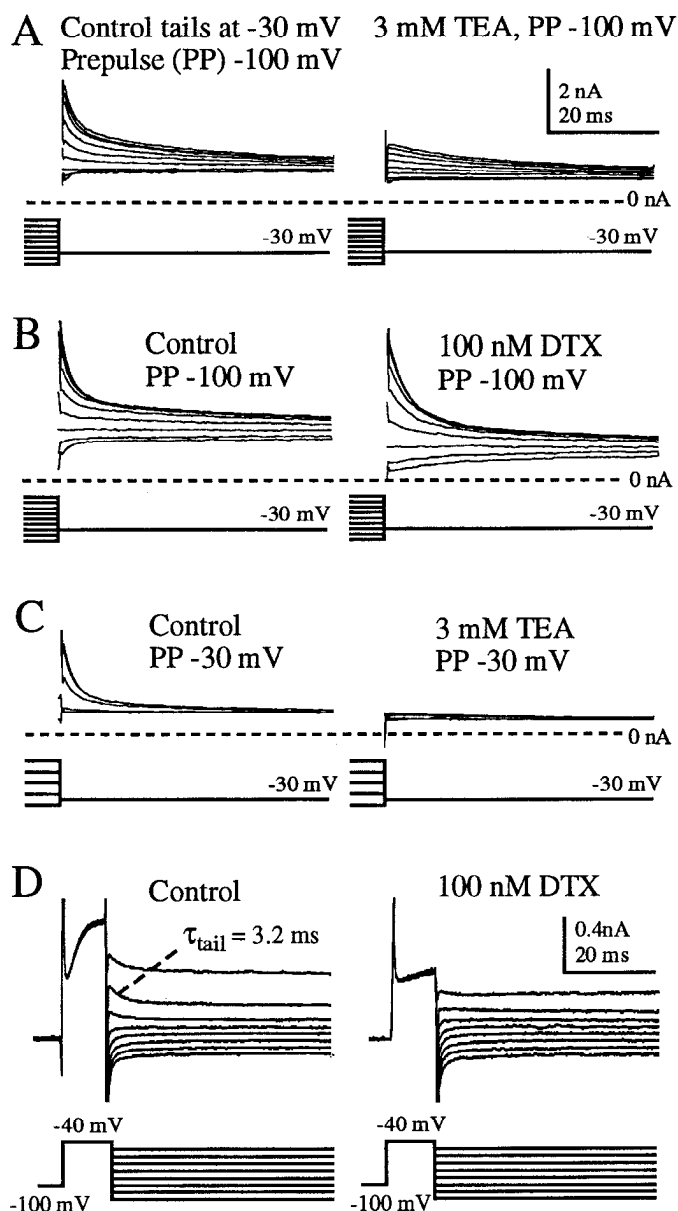 A
Control tails at -30 mV
Prepulse (PP) -100 mV
3 mM TEA, PP -100 mV
2 nA
20 ms
0 nA
-30 mV
-30 mV
B
Control
PP -100 mV
100 nM DTX
PP -100 mV
0 nA
-30 mV
-30 mV
C
Control
PP -30 mV
3 mM TEA
PP -30 mV
0 nA
-30 mV
-30 mV
D
Control
100 nM DTX
τtail = 3.2 ms
0.4nA
20 ms
-40 mV
-40 mV
-100 mV
-100 mV